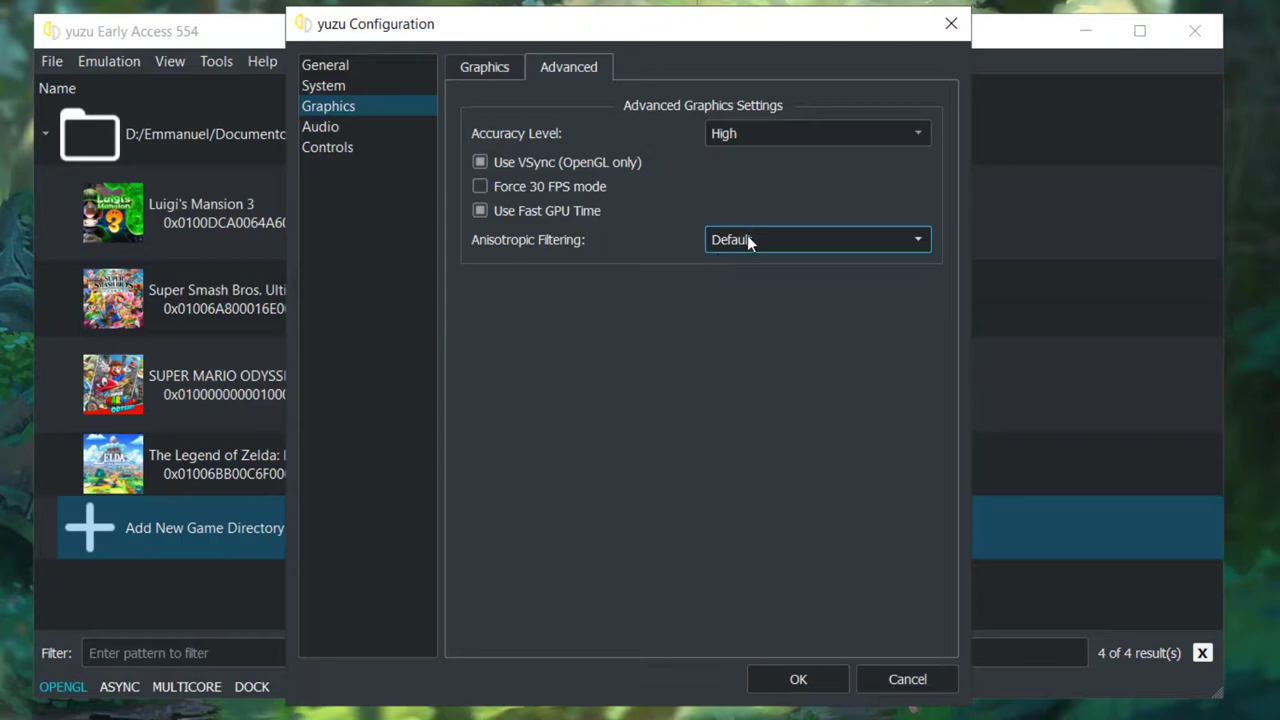 yuzu Early Access 554
File Emulation View Tools Help
Name
D:/Emmanuel/Documento
Luigi's Mansion 3
0x0100DCA0064A60
Super Smash Bros. Ulti
0x01006A800016E0
SUPER MARIO ODYSS
0x0100000000100
The Legend of Zelda:
0x01006BB00C6F00
Add New Game Directory
Filter: Enter pattern to filter
4 of 4 result(s) X
OPENGL ASYNC MULTICORE DOCK
yuzu Configuration
General
System
Graphics
Audio
Controls
Graphics Advanced
Advanced Graphics Settings
Accuracy Level: High
Use VSync (OpenGL only)
Force 30 FPS mode
Use Fast GPU Time
Anisotropic Filtering: Default
OK Cancel